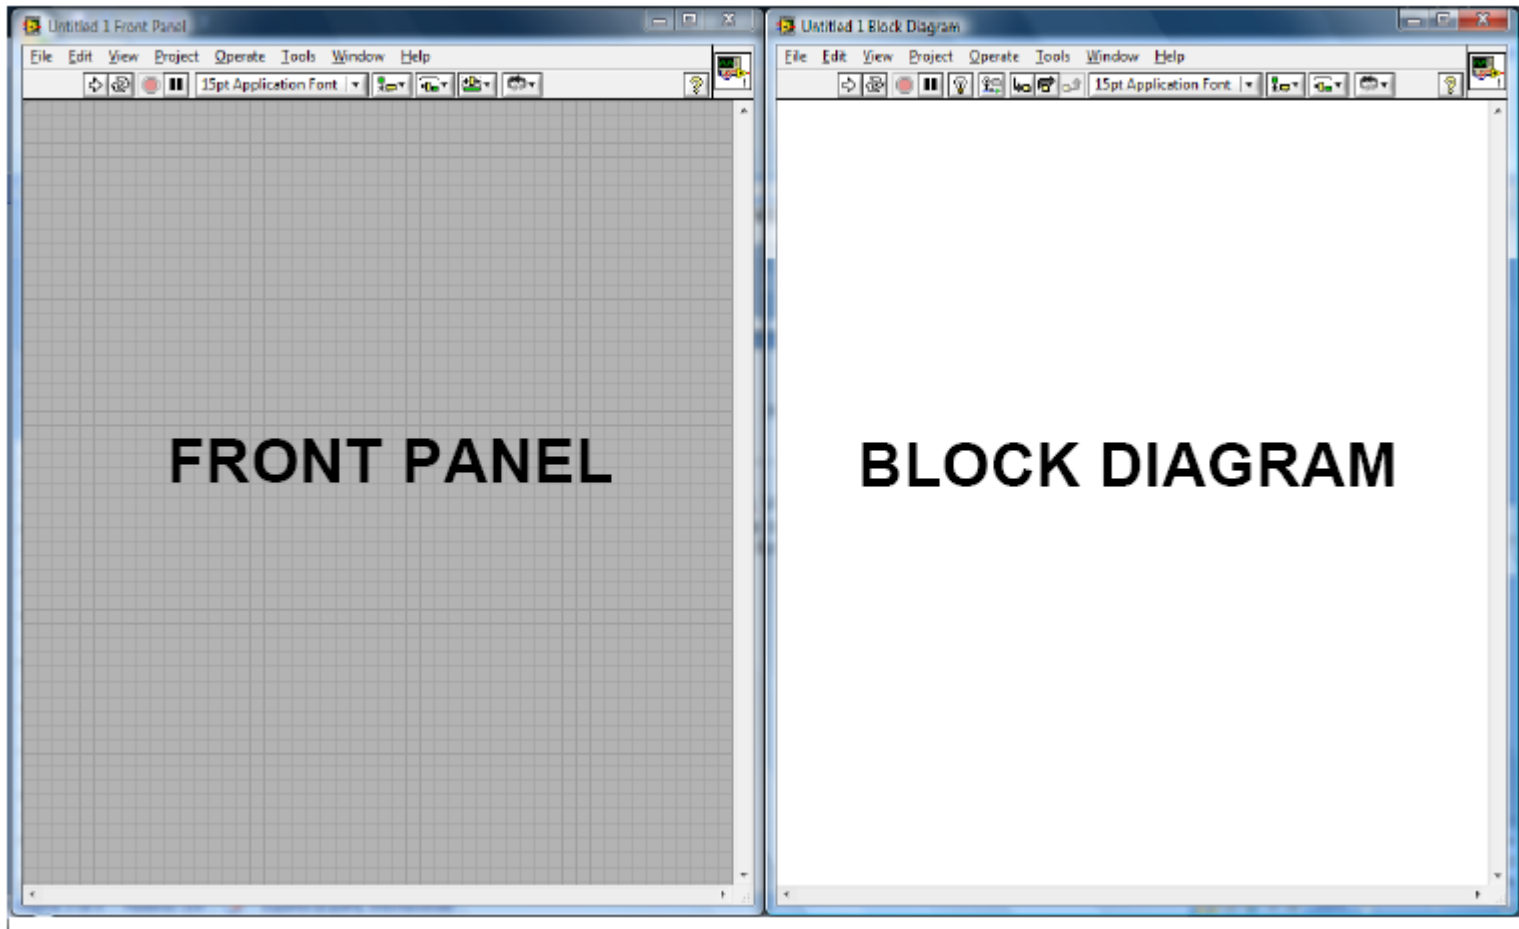 Untitled 1 Front Panel
File Edit View Project Operate Tools Window Help
15pt Application Font
FRONT PANEL
Untitled 1 Block Diagram
File Edit View Project Operate Tools Window Help
15pt Application Font
BLOCK DIAGRAM